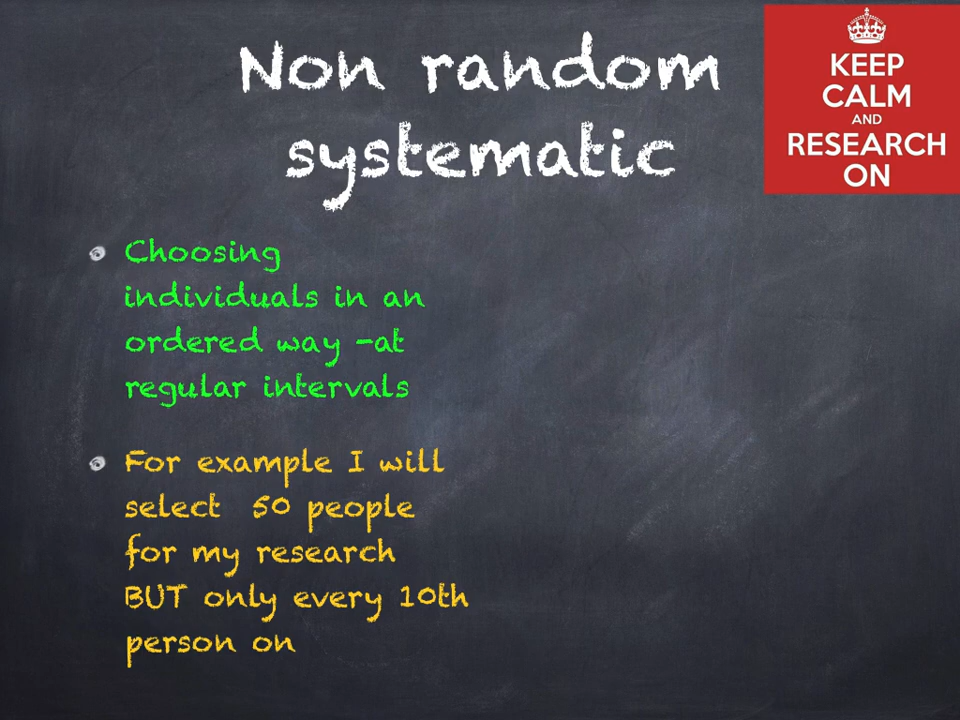 Non random
systematic
KEEP
CALM
AND
RESEARCH
ON
Choosing
individuals in an
ordered way -at
regular intervals
For example I will
select 50 people
for my research
BUT only every 10th
person on